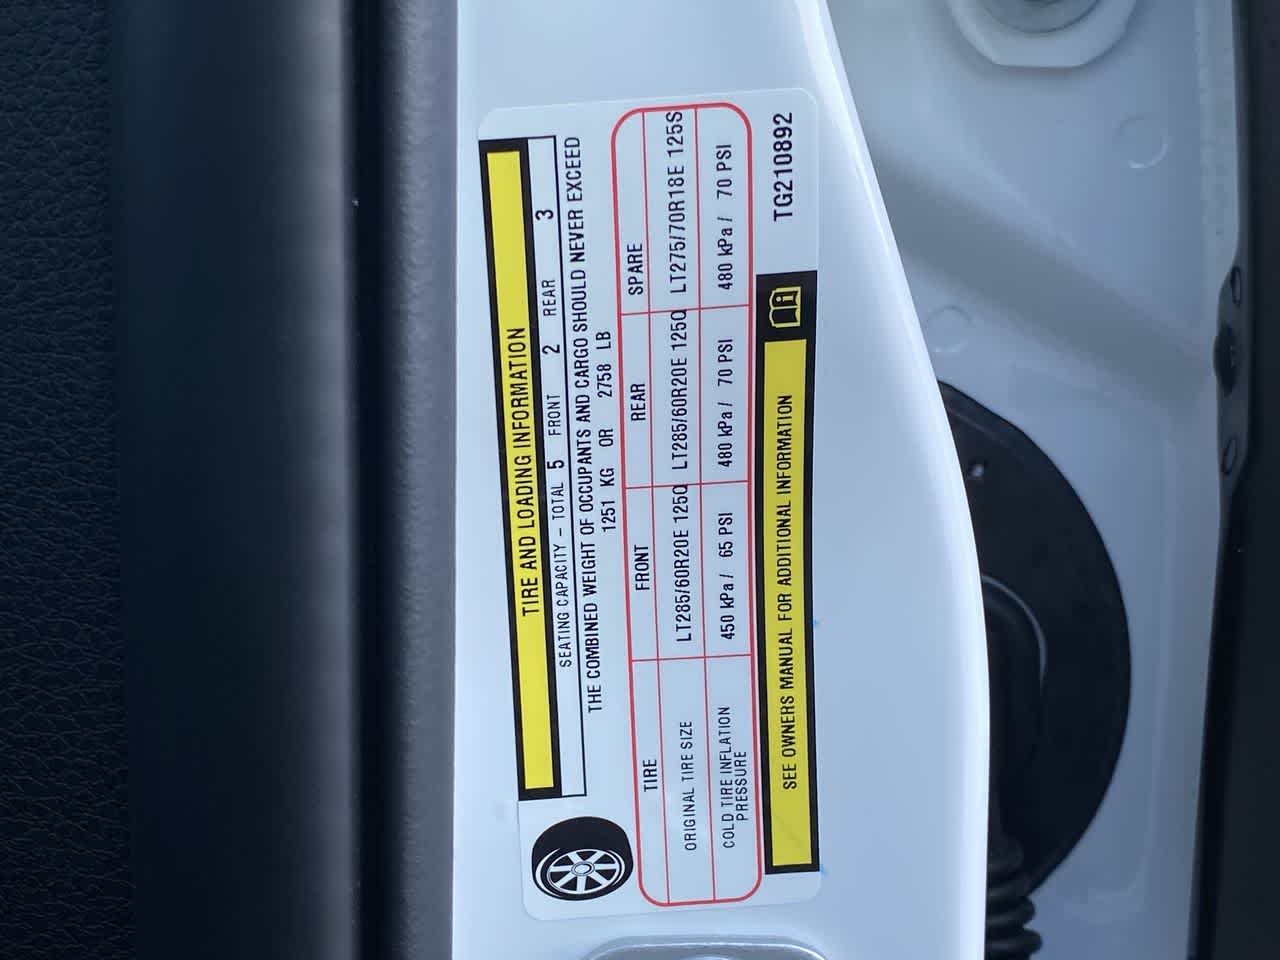 TIRE AND LOADING INFORMATION
SEATING CAPACITY - TOTAL 5 FRONT 2 REAR 3
THE COMBINED WEIGHT OF OCCUPANTS AND CARGO SHOULD NEVER EXCEED
1251 KG OR 2758 LB
TIRE FRONT REAR SPARE
ORIGINAL TIRE SIZE LT285/60R20E 125Q LT285/60R20E 125Q LT275/70R18E 125S
COLD TIRE INFLATION PRESSURE 450 kPa / 65 PSI 480 kPa / 70 PSI 480 kPa / 70 PSI
SEE OWNERS MANUAL FOR ADDITIONAL INFORMATION
TG210892